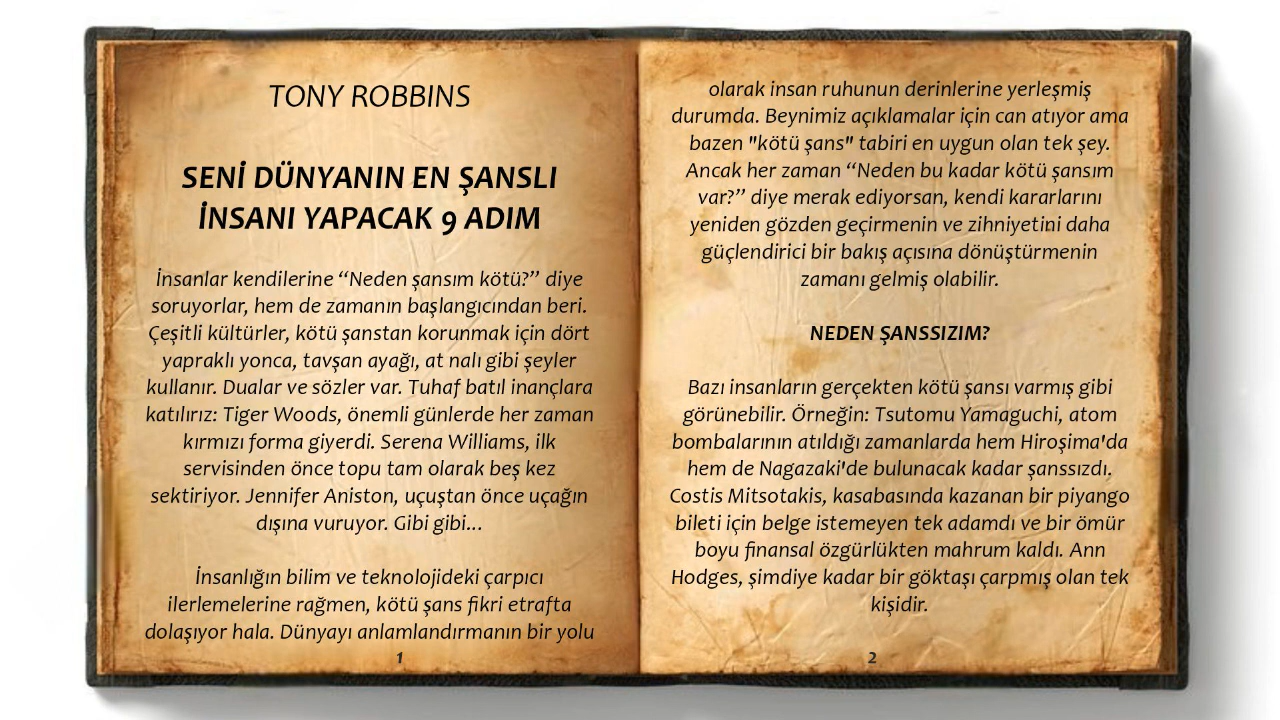 TONY ROBBINS
SENİ DÜNYANIN EN ŞANSLI
İNSANI YAPACAK 9 ADIM
İnsanlar kendilerine “Neden şansım kötü?” diye
soruyorlar, hem de zamanın başlangıcından beri.
Çeşitli kültürler, kötü şanstan korunmak için dört
yapraklı yonca, tavşan ayağı, at nalı gibi şeyler
kullanır. Dualar ve sözler var. Tuhaf batıl inançlara
katılırız: Tiger Woods, önemli günlerde her zaman
kırmızı forma giyerdi. Serena Williams, ilk
servisinden önce topu tam olarak beş kez
sektiriyor. Jennifer Aniston, uçuştan önce uçağın
dışına vuruyor. Gibi gibi...
İnsanlığın bilim ve teknolojideki çarpıcı
ilerlemelerine rağmen, kötü şans fikri etrafta
dolaşıyor hala. Dünyayı anlamlandırmanın bir yolu
1
olarak insan ruhunun derinlerine yerleşmiş
durumda. Beynimiz açıklamalar için can atıyor ama
bazen "kötü şans" tabiri en uygun olan tek şey.
Ancak her zaman “Neden bu kadar kötü şansım
var?” diye merak ediyorsan, kendi kararlarını
yeniden gözden geçirmenin ve zihniyetini daha
güçlendirici bir bakış açısına dönüştürmenin
zamanı gelmiş olabilir.
NEDEN ŞANSSIZIM?
Bazı insanların gerçekten kötü şansı varmış gibi
görünebilir. Örneğin: Tsutomu Yamaguchi, atom
bombalarının atıldığı zamanlarda hem Hiroşima'da
hem de Nagazaki'de bulunacak kadar şanssızdı.
Costis Mitsotakis, kasabasında kazanan bir piyango
bileti için belge istemeyen tek adamdı ve bir ömür
boyu finansal özgürlükten mahrum kaldı. Ann
Hodges, şimdiye kadar bir göktaşı çarpmış olan tek
kişidir.
2